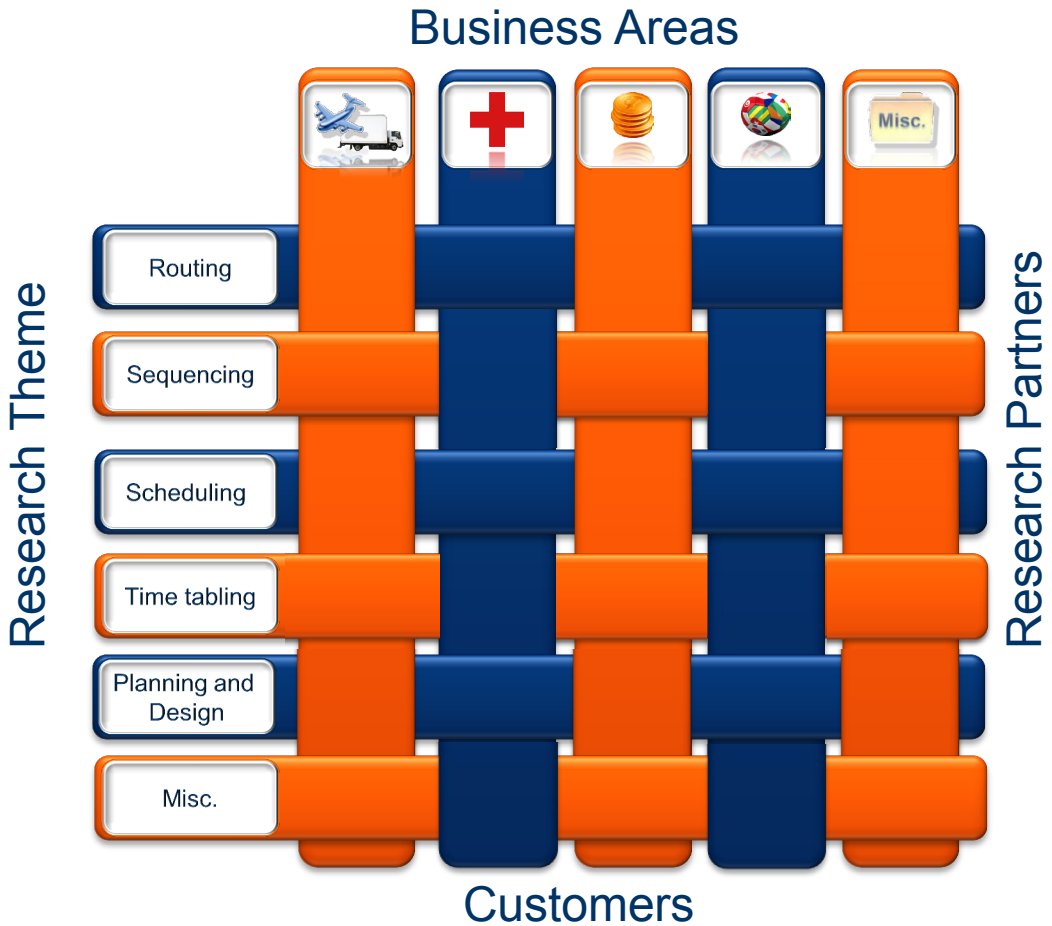 Business Areas
Misc.
Research Theme
Routing
Sequencing
Scheduling
Time tabling
Planning and
Design
Misc.
Research Partners
Customers